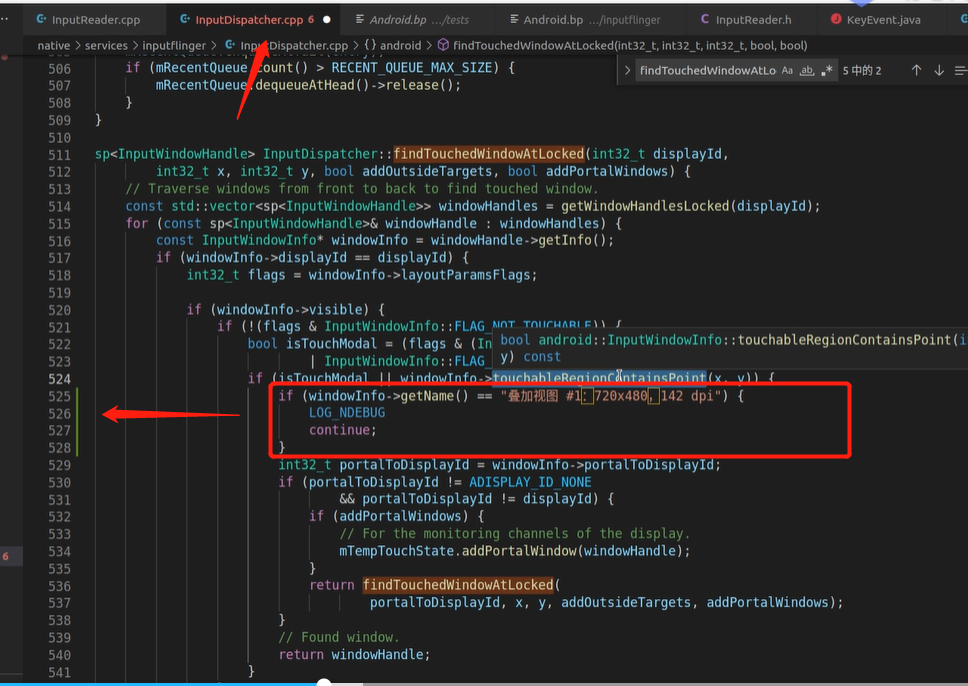 InputReader.cpp InputDispatcher.cpp 6 Android.bp .../tests Android.bp .../inputflinger InputReader.h KeyEvent.java
native > services > inputflinger > InputDispatcher.cpp > {} android > findTouchedWindowAtLocked(int32_t, int32_t, int32_t, bool, bool)
findTouchedWindowAtLo Aa ab 5 中的 2
506 if (mRecentQueue.count() > RECENT_QUEUE_MAX_SIZE) {
507 mRecentQueue.dequeueAtHead()->release();
508 }
509 }
510
511 sp<InputWindowHandle> InputDispatcher::findTouchedWindowAtLocked(int32_t displayId,
512 int32_t x, int32_t y, bool addOutsideTargets, bool addPortalWindows) {
513 // Traverse windows from front to back to find touched window.
514 const std::vector<sp<InputWindowHandle>> windowHandles = getWindowHandlesLocked(displayId);
515 for (const sp<InputWindowHandle>& windowHandle : windowHandles) {
516 const InputWindowInfo* windowInfo = windowHandle->getInfo();
517 if (windowInfo->displayId == displayId) {
518 int32_t flags = windowInfo->layoutParamsFlags;
519
520 if (windowInfo->visible) {
521 if (!(flags & InputWindowInfo::FLAG_NOT_TOUCHABLE)) {
522 bool isTouchModal = (flags & (In
bool android::InputWindowInfo::touchableRegionContainsPoint(i
y) const
523 | InputWindowInfo::FLAG_
524 if (isTouchModal || windowInfo->touchableRegionContainsPoint(x, y)) {
525 if (windowInfo->getName() == "叠加视图 #1：720x480，142 dpi") {
526 LOG_NDEBUG
527 continue;
528 }
529 int32_t portalToDisplayId = windowInfo->portalToDisplayId;
530 if (portalToDisplayId != ADISPLAY_ID_NONE
531 && portalToDisplayId != displayId) {
532 if (addPortalWindows) {
533 // For the monitoring channels of the display.
534 mTempTouchState.addPortalWindow(windowHandle);
535 }
6
536 return findTouchedWindowAtLocked(
537 portalToDisplayId, x, y, addOutsideTargets, addPortalWindows);
538 }
539 // Found window.
540 return windowHandle;
541 }